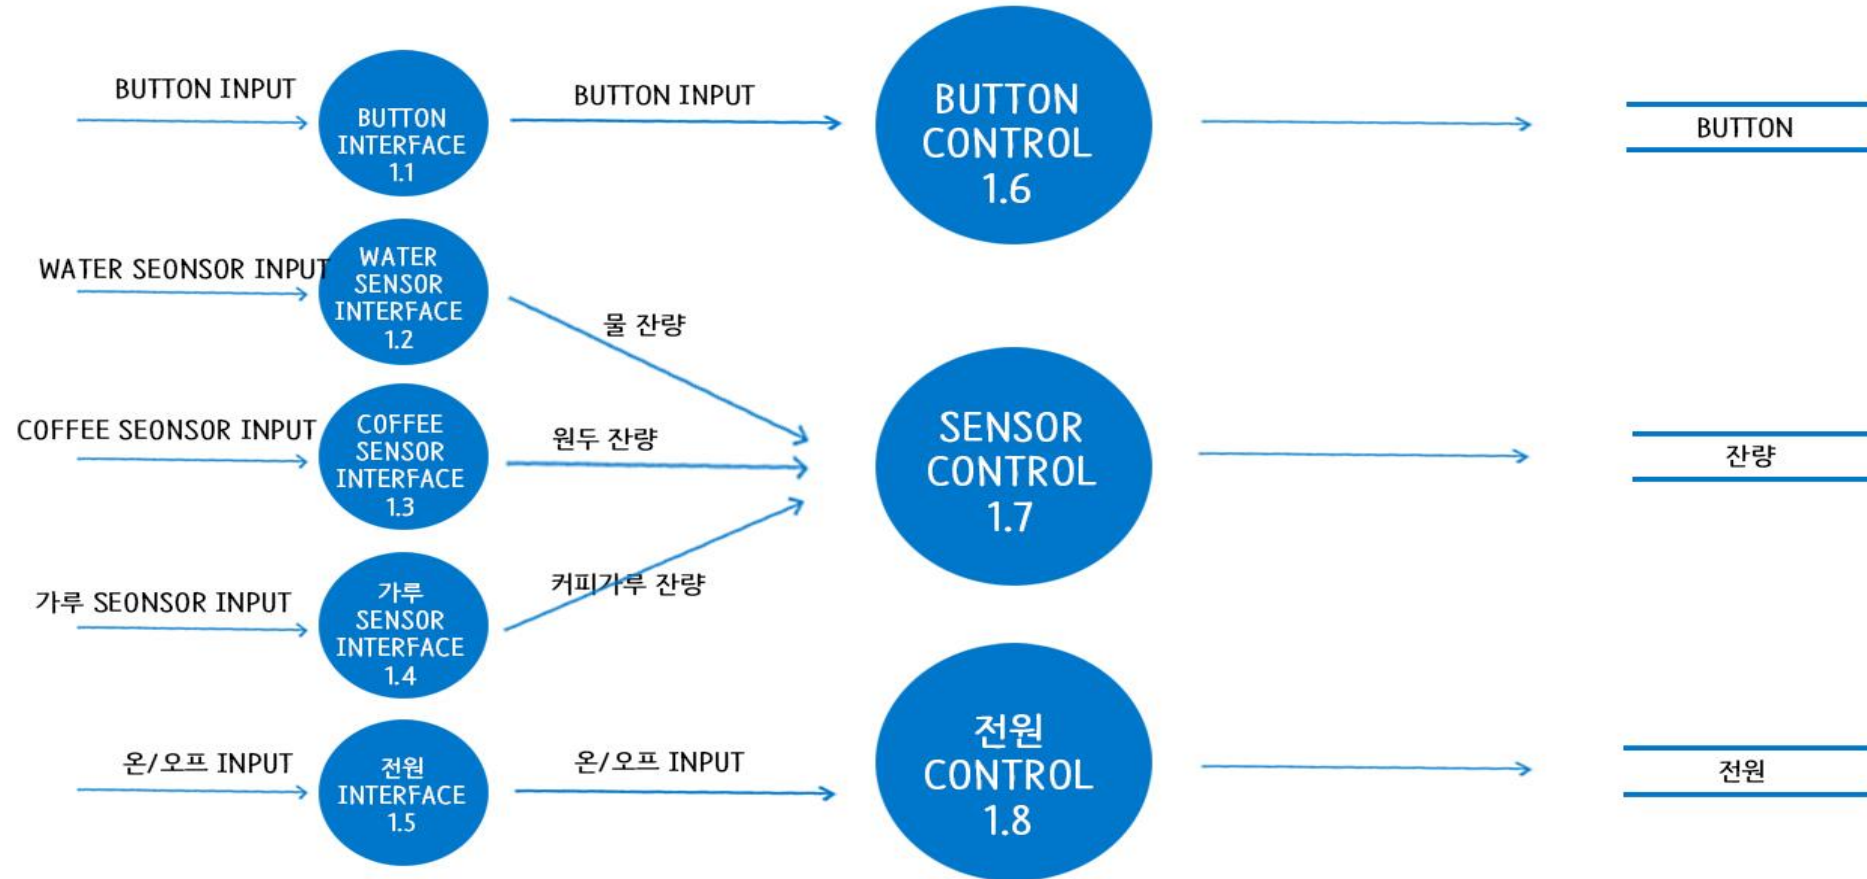 BUTTON INPUT
BUTTON
INTERFACE
1.1
BUTTON INPUT
BUTTON
CONTROL
1.6
BUTTON
WATER SEONSOR INPUT
WATER
SENSOR
INTERFACE
1.2
물 잔량
COFFEE SEONSOR INPUT
COFFEE
SENSOR
INTERFACE
1.3
원두 잔량
SENSOR
CONTROL
1.7
잔량
가루 SEONSOR INPUT
가루
SENSOR
INTERFACE
1.4
커피가루 잔량
온/오프 INPUT
전원
INTERFACE
1.5
온/오프 INPUT
전원
CONTROL
1.8
전원